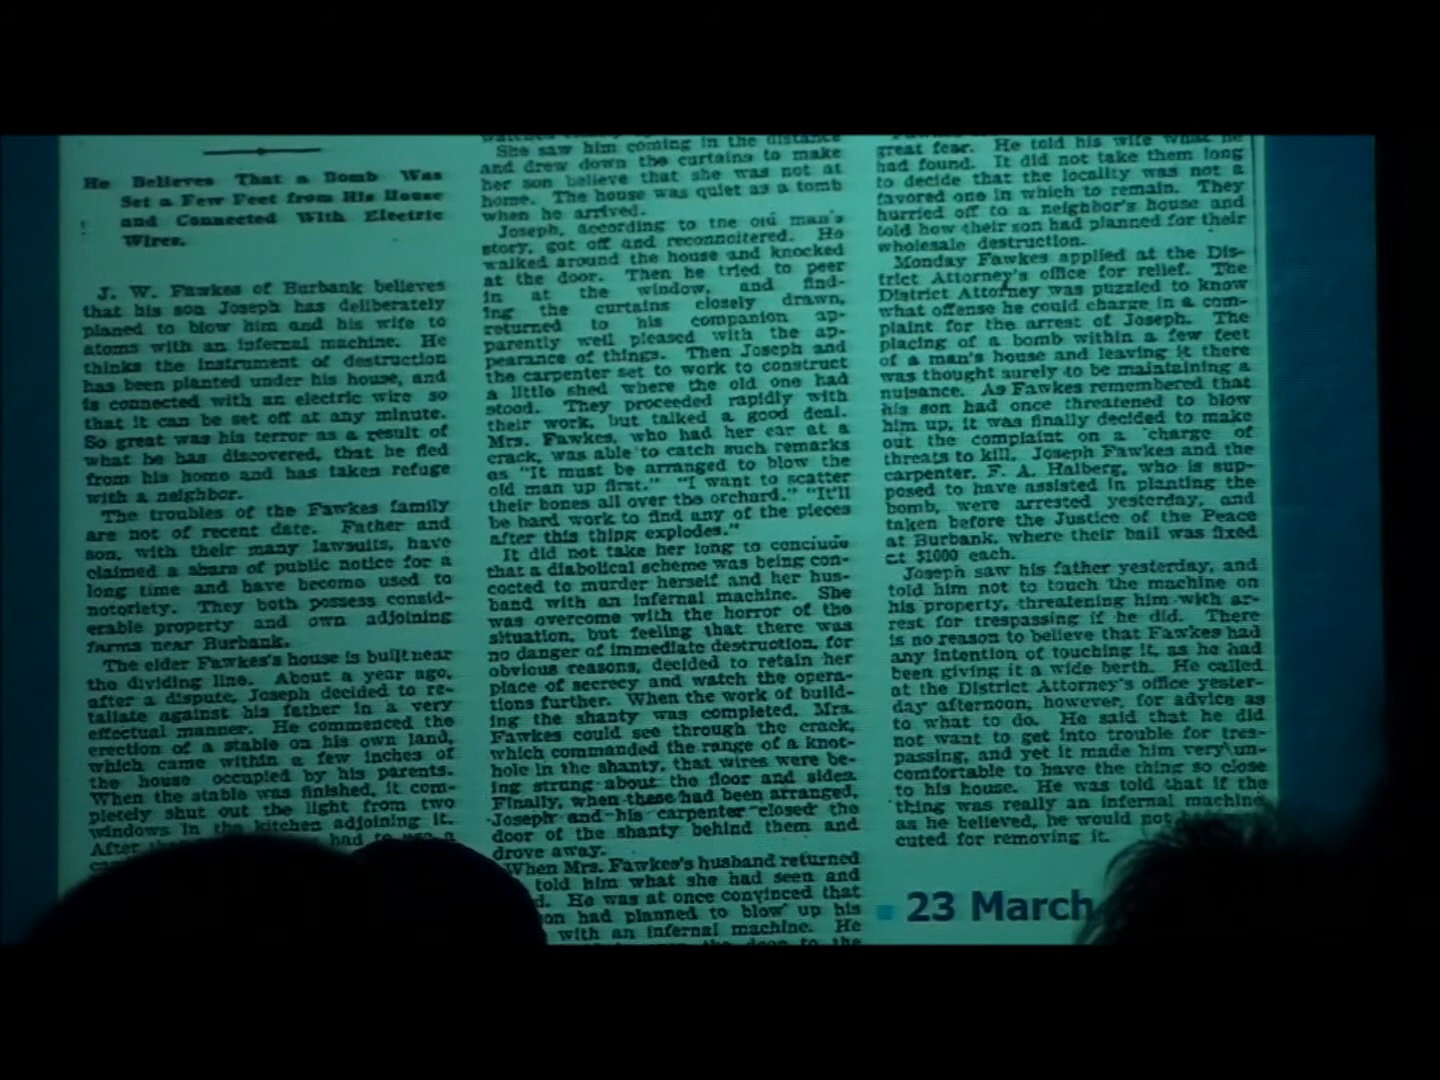 He Believes That a Bomb Was
Set a Few Feet from His House
and Connected With Electric
Wires.
J. W. Fawkes of Burbank believes
that his son Joseph has deliberately
planed to blow him and his wife to
atoms with an infernal machine. He
thinks the instrument of destruction
has been planted under his house, and
is connected with an electric wire so
that it can be set off at any minute.
So great was his terror as a result of
what he has discovered, that he fled
from his home and has taken refuge
with a neighbor.
The troubles of the Fawkes family
are not of recent date. Father and
son, with their many lawsuits, have
claimed a share of public notice for a
long time and have become used to
notoriety. They both possess consid-
erable property and own adjoining
farms near Burbank.
The elder Fawkes's house is built near
the dividing line. About a year ago,
after a dispute, Joseph decided to re-
taliate against his father in a very
effectual manner. He commenced the
erection of a stable on his own land,
which came within a few inches of
the house occupied by his parents.
When the stable was finished, it com-
pletely shut out the light from two
windows in the kitchen adjoining it.
After had to use a
She saw him coming in the distance
and drew down the curtains to make
her son believe that she was not at
home. The house was quiet as a tomb
when he arrived.
Joseph, according to the old man's
story, got off and reconnoitered. He
walked around the house and knocked
at the door. Then he tried to peer
in at the window, and find-
ing the curtains closely drawn,
returned to his companion ap-
parently well pleased with the ap-
pearance of things. Then Joseph and
the carpenter set to work to construct
a little shed where the old one had
stood. They proceeded rapidly with
their work, but talked a good deal.
Mrs. Fawkes, who had her ear at a
crack, was able to catch such remarks
as "It must be arranged to blow the
old man up first." "I want to scatter
their bones all over the orchard." "It'll
be hard work to find any of the pieces
after this thing explodes."
It did not take her long to conclude
that a diabolical scheme was being con-
cocted to murder herself and her hus-
band with an infernal machine. She
was overcome with the horror of the
situation, but feeling that there was
no danger of immediate destruction, for
obvious reasons, decided to retain her
place of secrecy and watch the opera-
tions further. When the work of build-
ing the shanty was completed, Mrs.
Fawkes could see through the crack,
which commanded the range of a knot-
hole in the shanty, that wires were be-
ing strung about the floor and sides.
Finally, when these had been arranged,
Joseph and his carpenter closed the
door of the shanty behind them and
drove away.
When Mrs. Fawkes's husband returned
told him what she had seen and
He was at once convinced that
had planned to blow up his
with an infernal machine. He
the door to the
great fear. He told his wife what he
had found. It did not take them long
to decide that the locality was not a
favored one in which to remain. They
hurried off to a neighbor's house and
told how their son had planned for their
wholesale destruction.
Monday Fawkes applied at the Dis-
trict Attorney's office for relief. The
District Attorney was puzzled to know
what offense he could charge in a com-
plaint for the arrest of Joseph. The
placing of a bomb within a few feet
of a man's house and leaving it there
was thought surely to be maintaining a
nuisance. As Fawkes remembered that
his son had once threatened to blow
him up, it was finally decided to make
out the complaint on a charge of
threats to kill. Joseph Fawkes and the
carpenter, F. A. Halberg, who is sup-
posed to have assisted in planting the
bomb, were arrested yesterday, and
taken before the Justice of the Peace
at Burbank, where their bail was fixed
at $1000 each.
Joseph saw his father yesterday, and
told him not to touch the machine on
his property, threatening him with ar-
rest for trespassing if he did. There
is no reason to believe that Fawkes had
any intention of touching it, as he had
been giving it a wide berth. He called
at the District Attorney's office yester-
day afternoon, however, for advice as
to what to do. He said that he did
not want to get into trouble for tres-
passing, and yet it made him very un-
comfortable to have the thing so close
to his house. He was told that if the
thing was really an infernal machine,
as he believed, he would not
cuted for removing it.
23 March